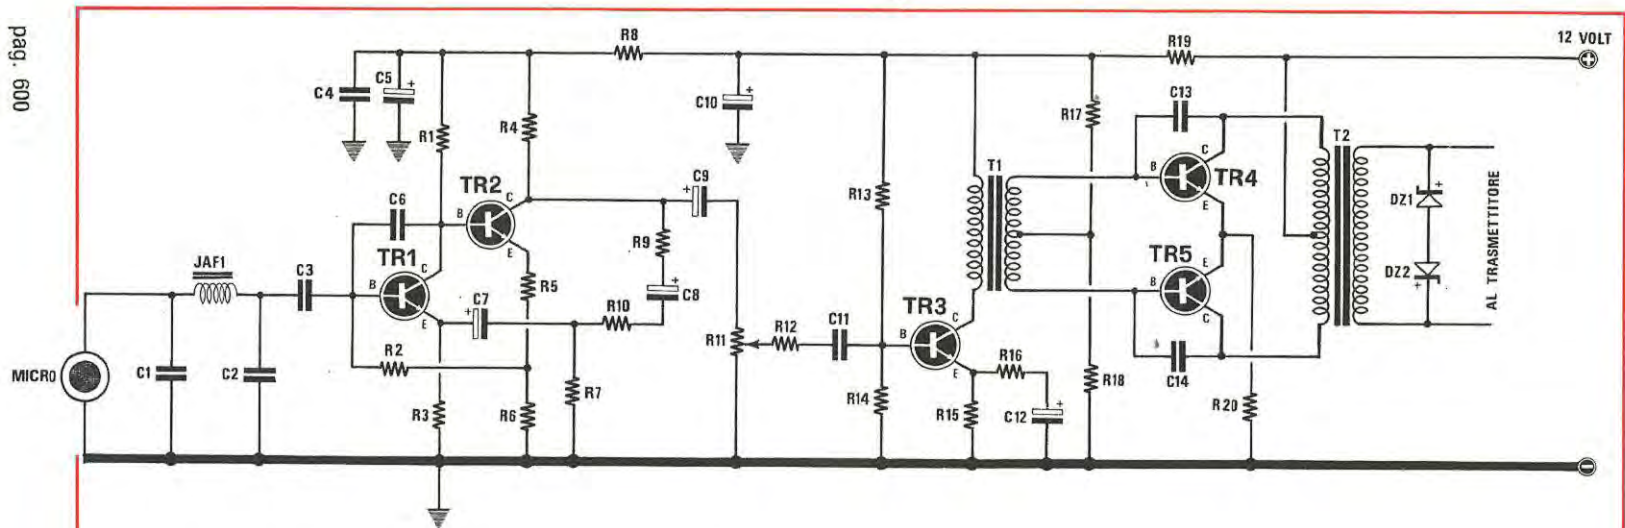 pag. 600
12 VOLT
R8
R19
C4
C5
+
C10
+
R1
R4
R17
C13
T2
TR2
C9
+
T1
B
C
E
TR4
B
C
E
C6
R13
DZ1
+
R9
TR1
B
C
E
TR5
B
E
C
DZ2
+
JAF1
C3
R5
C8
+
C7
+
R10
TR3
B
C
E
AL TRASMETTITORE
R11
R12
C11
C14
MICRO
C1
C2
R2
R7
R16
R18
R3
R6
R14
R15
C12
+
R20